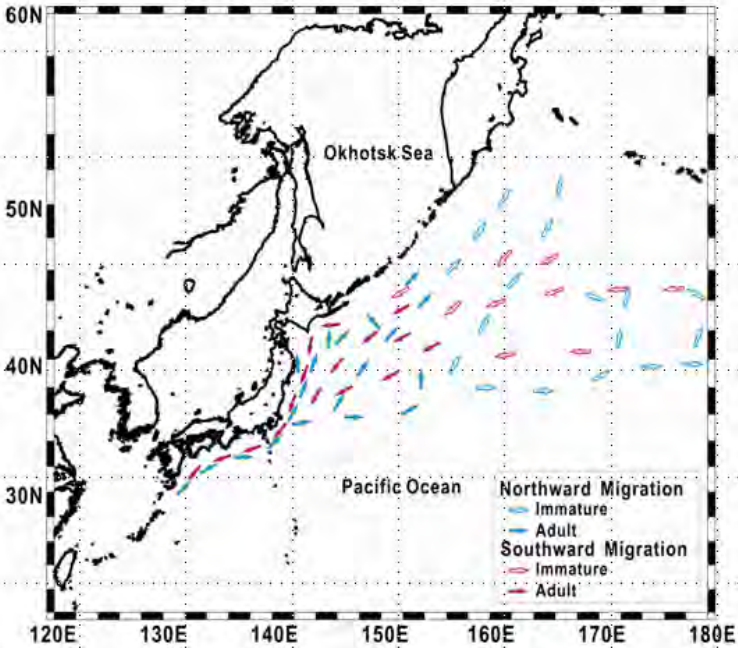 60N
Okhotsk Sea
50N
40N
30N
Pacific Ocean
Northward Migration
Immature
Adult
Southward Migration
Immature
Adult
120E 130E 140E 150E 160E 170E 180E